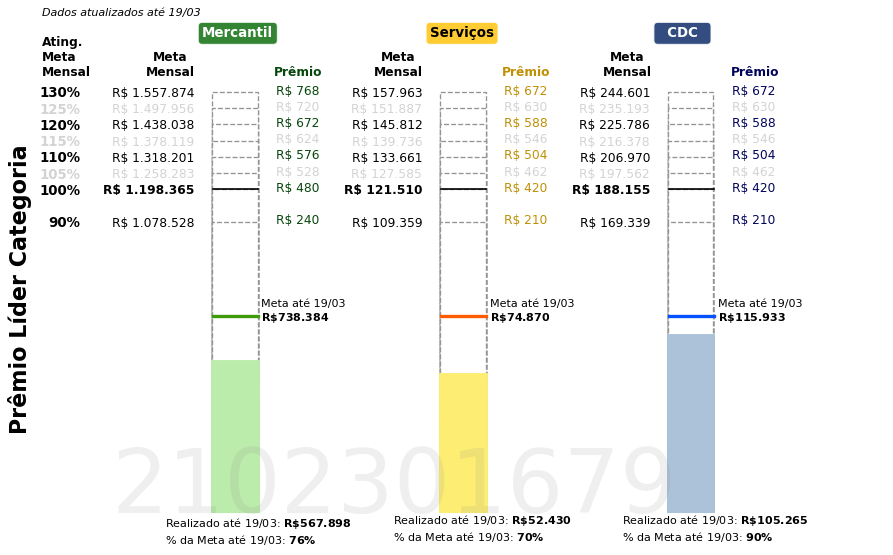 Dados atualizados até 19/03
Mercantil Serviços CDC
Ating. Meta Mensal Meta Mensal Prêmio Meta Mensal Prêmio Meta Mensal Prêmio
130% R$ 1.557.874 R$ 768 R$ 157.963 R$ 672 R$ 244.601 R$ 672
125% R$ 1.497.956 R$ 720 R$ 151.887 R$ 630 R$ 235.193 R$ 630
120% R$ 1.438.038 R$ 672 R$ 145.812 R$ 588 R$ 225.786 R$ 588
115% R$ 1.378.119 R$ 624 R$ 139.736 R$ 546 R$ 216.378 R$ 546
110% R$ 1.318.201 R$ 576 R$ 133.661 R$ 504 R$ 206.970 R$ 504
105% R$ 1.258.283 R$ 528 R$ 127.585 R$ 462 R$ 197.562 R$ 462
100% R$ 1.198.365 R$ 480 R$ 121.510 R$ 420 R$ 188.155 R$ 420
90% R$ 1.078.528 R$ 240 R$ 109.359 R$ 210 R$ 169.339 R$ 210
Prêmio Líder Categoria
Meta até 19/03 Meta até 19/03 Meta até 19/03
R$738.384 R$74.870 R$115.933
2102301679
Realizado até 19/03: R$567.898 Realizado até 19/03: R$52.430 Realizado até 19/03: R$105.265
% da Meta até 19/03: 76% % da Meta até 19/03: 70% % da Meta até 19/03: 90%